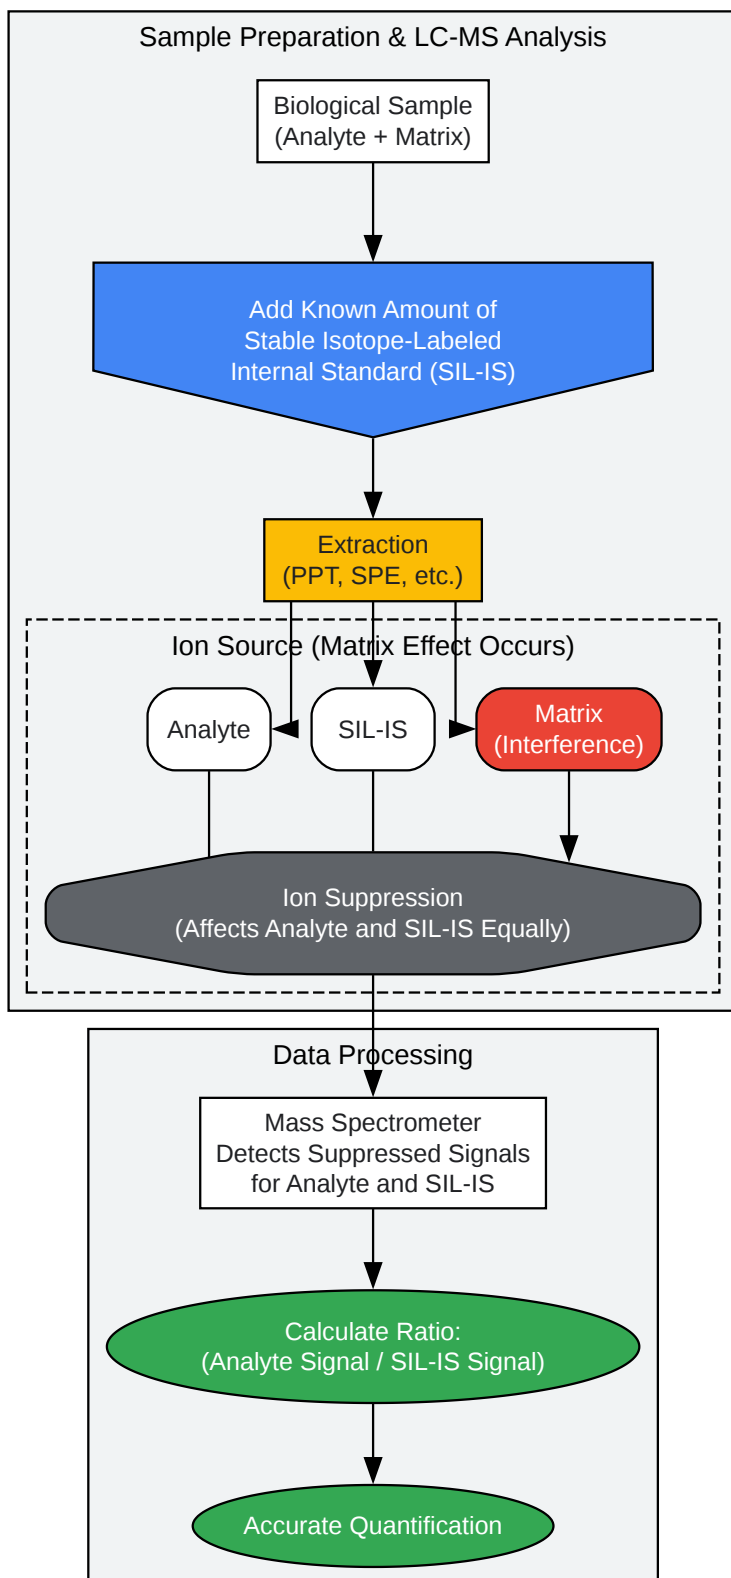 Sample Preparation & LC-MS Analysis
Biological Sample
(Analyte + Matrix)
Add Known Amount of
Stable Isotope-Labeled
Internal Standard (SIL-IS)
Extraction
(PPT, SPE, etc.)
Ion Source (Matrix Effect Occurs)
Analyte
SIL-IS
Matrix
(Interference)
Ion Suppression
(Affects Analyte and SIL-IS Equally)
Data Processing
Mass Spectrometer
Detects Suppressed Signals
for Analyte and SIL-IS
Calculate Ratio:
(Analyte Signal / SIL-IS Signal)
Accurate Quantification